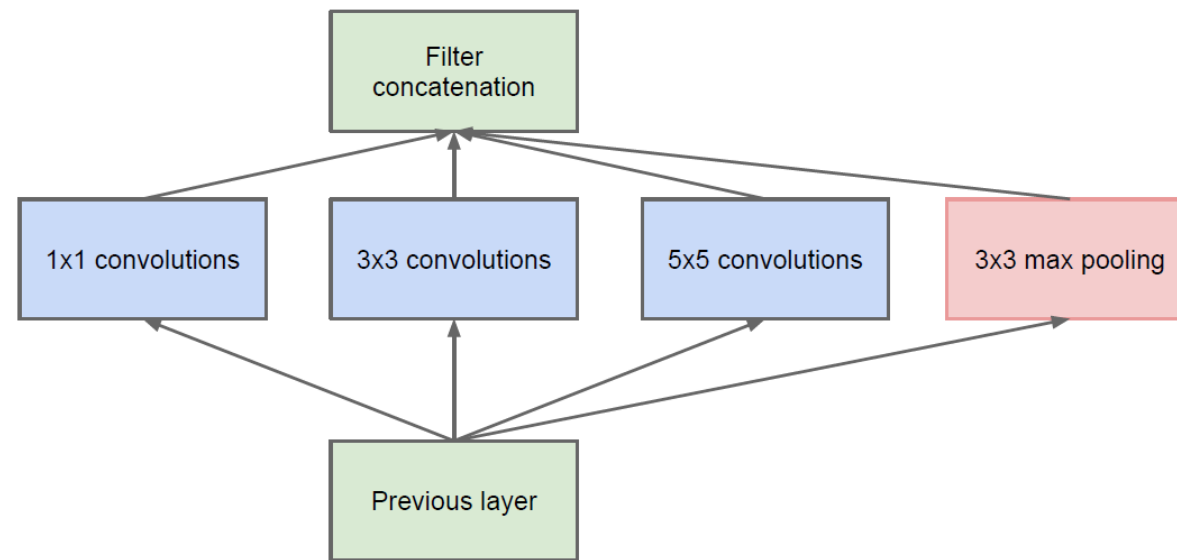 Filter
concatenation
1x1 convolutions
3x3 convolutions
5x5 convolutions
3x3 max pooling
Previous layer